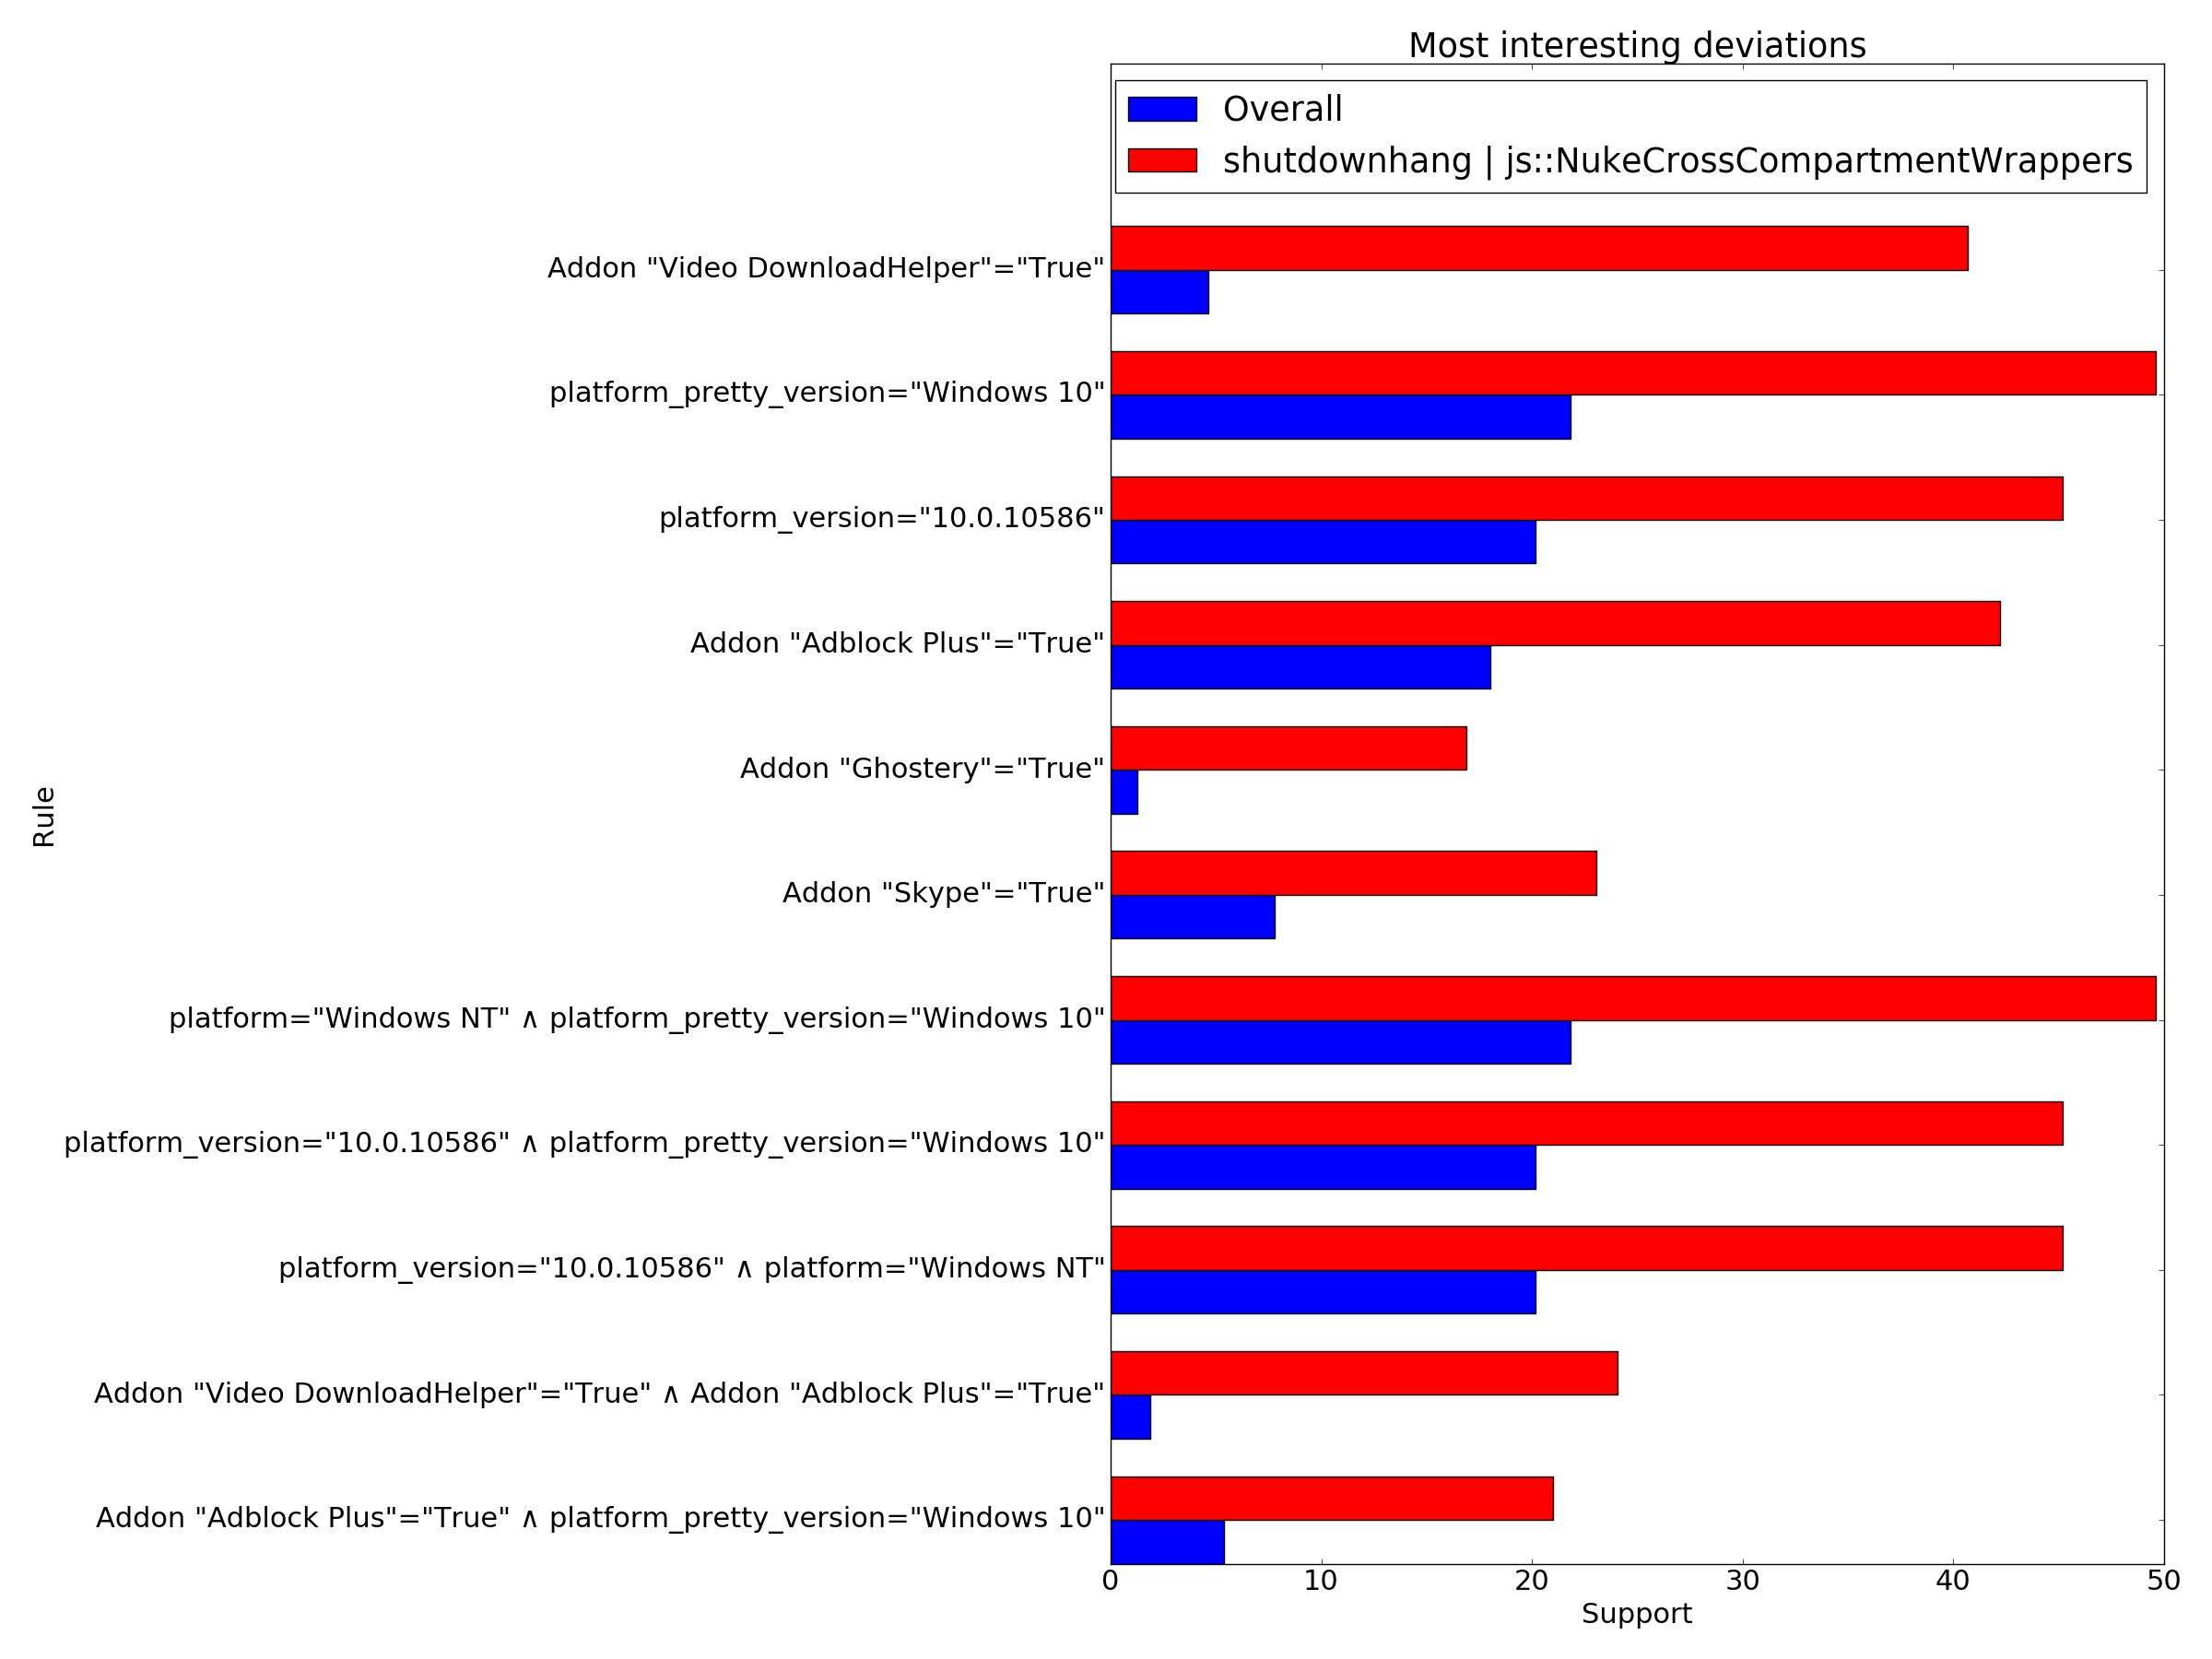 Most interesting deviations
Overall
shutdownhang | js::NukeCrossCompartmentWrappers
Addon "Video DownloadHelper"="True"
platform_pretty_version="Windows 10"
platform_version="10.0.10586"
Addon "Adblock Plus"="True"
Addon "Ghostery"="True"
Rule
Addon "Skype"="True"
platform="Windows NT" ∧ platform_pretty_version="Windows 10"
platform_version="10.0.10586" ∧ platform_pretty_version="Windows 10"
platform_version="10.0.10586" ∧ platform="Windows NT"
Addon "Video DownloadHelper"="True" ∧ Addon "Adblock Plus"="True"
Addon "Adblock Plus"="True" ∧ platform_pretty_version="Windows 10"
0 10 20 30 40 50
Support